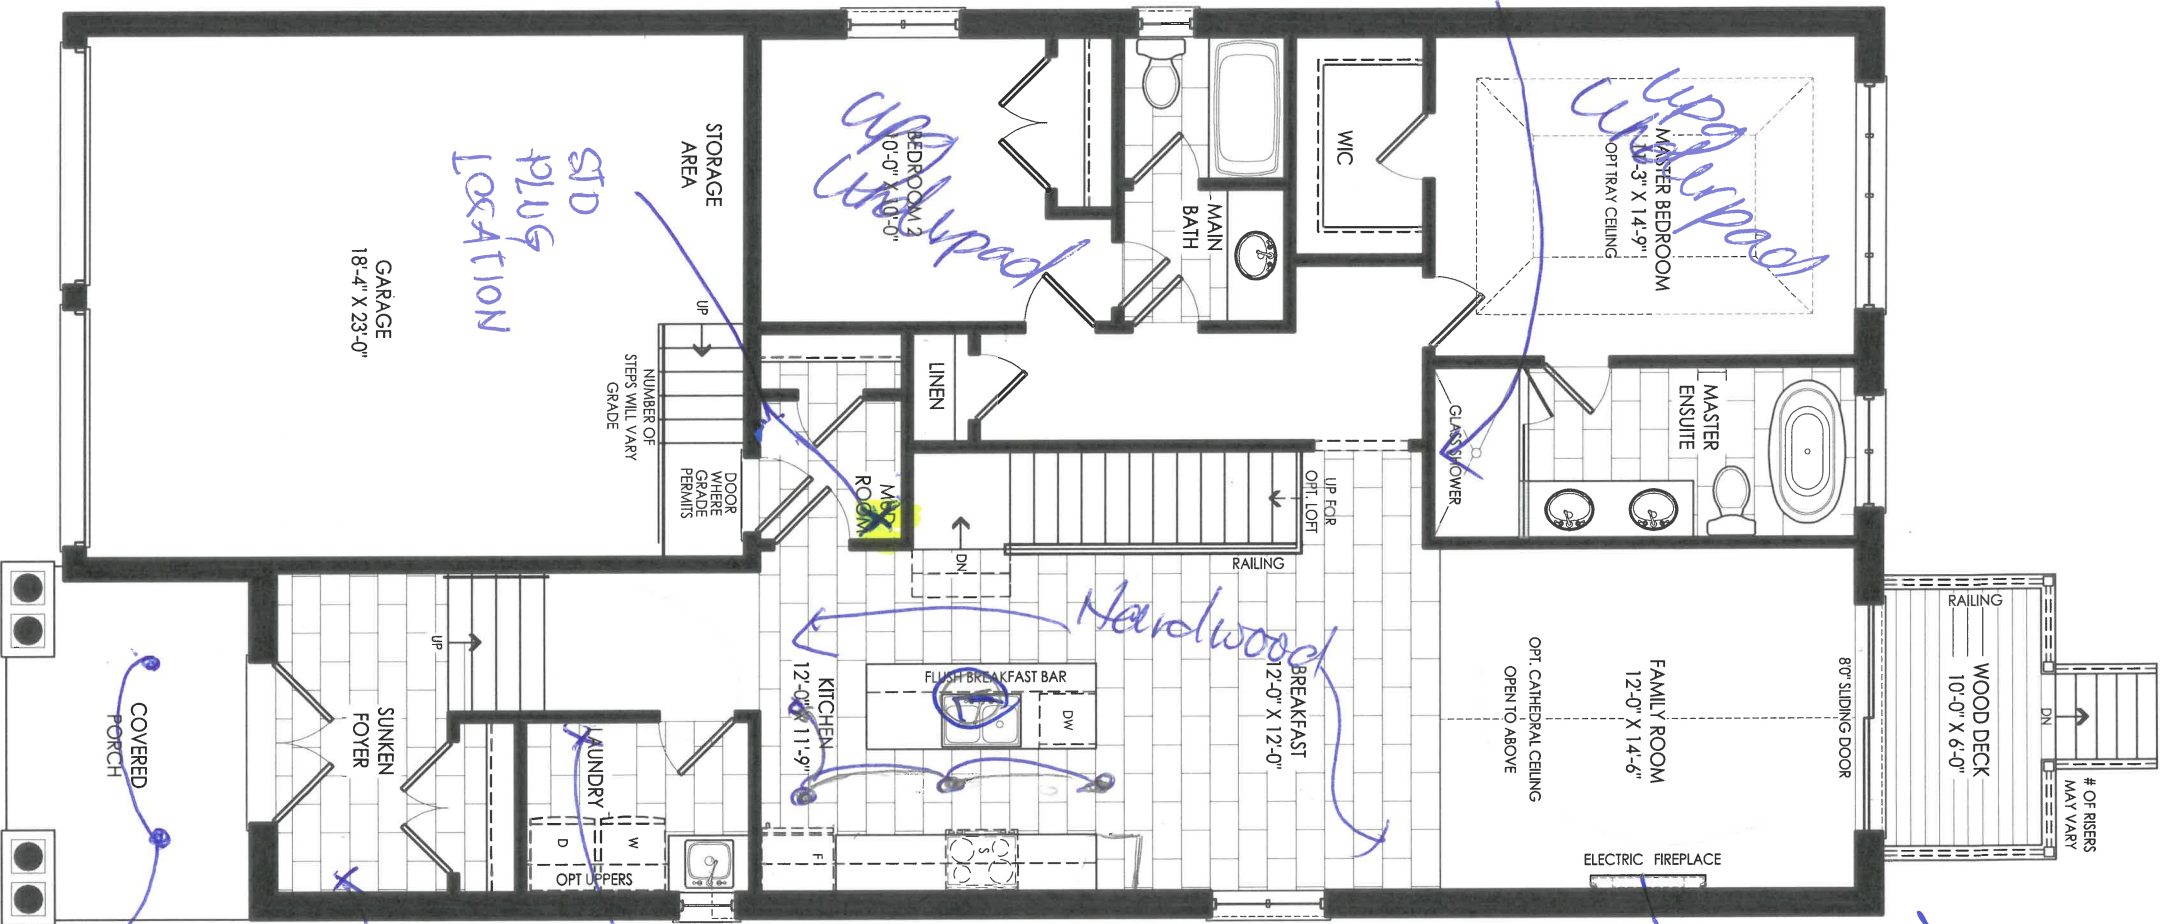 STORAGE
AREA
GARAGE
18'-4" X 23'-0"
STD
PLUG
LOCATION
UP
NUMBER OF
STEPS WILL VARY
GRADE
DOOR
WHERE
GRADE
PERMITS
BEDROOM 2
10'-0" X 10'-0"
upg
Underpad
MAIN
BATH
WIC
MASTER BEDROOM
11'-3" X 14'-9"
OPT TRAY CEILING
upg
Underpad
LINEN
MUD
ROOM
MASTER
ENSUITE
GLASS SHOWER
UP FOR
OPT. LOFT
DN
RAILING
Hardwood
BREAKFAST
12'-0" X 12'-0"
FLUSH BREAKFAST BAR
DW
KITCHEN
12'-0" X 11'-9"
FAMILY ROOM
12'-0" X 14'-6"
OPT. CATHEDRAL CEILING
OPEN TO ABOVE
8'0" SLIDING DOOR
ELECTRIC FIREPLACE
RAILING
WOOD DECK
10'-0" X 6'-0"
DN
# OF RISERS
MAY VARY
UP
SUNKEN
FOYER
COVERED
PORCH
LAUNDRY
D
W
OPT UPPERS
F
S